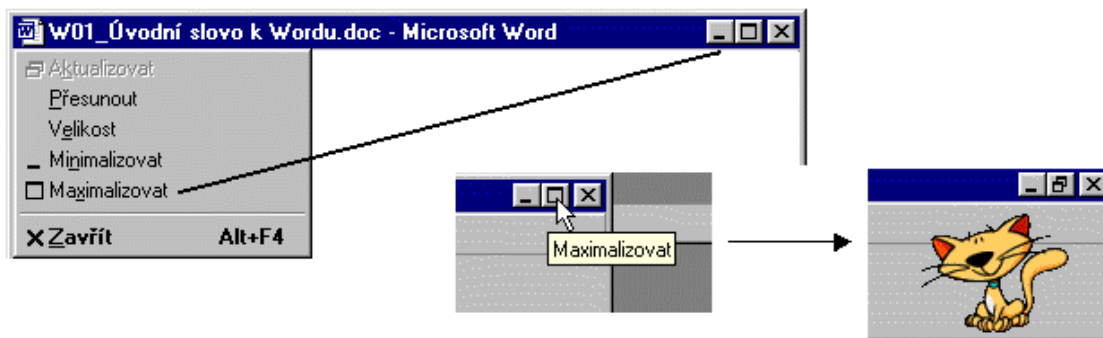 W01_Úvodní slovo k Wordu.doc - Microsoft Word
Aktualizovat
Přesunout
Velikost
Minimalizovat
Maximalizovat
Zavřít Alt+F4
Maximalizovat